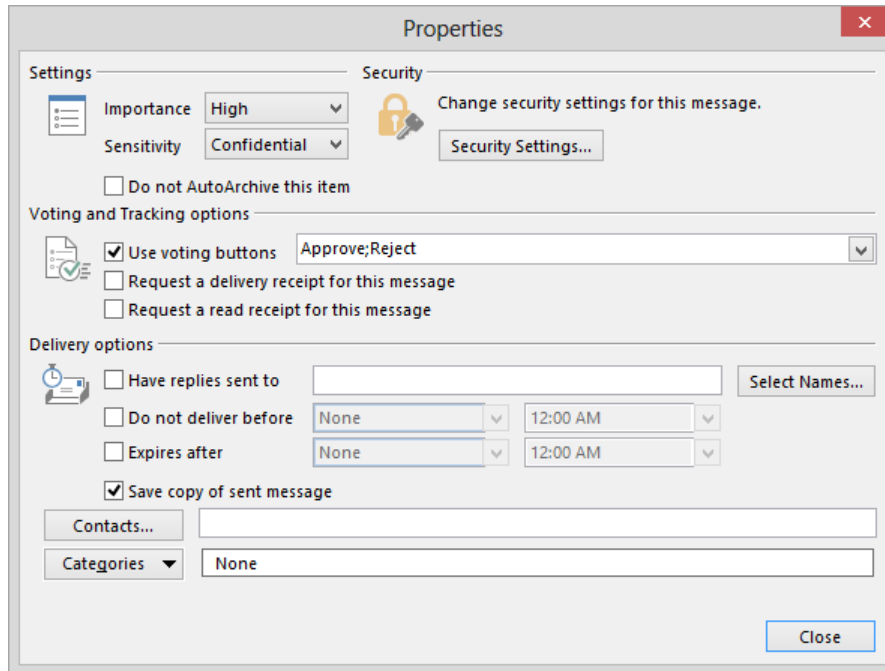 Properties
Settings
Security
Importance High
Sensitivity Confidential
Change security settings for this message.
Security Settings...
Do not AutoArchive this item
Voting and Tracking options
Use voting buttons Approve;Reject
Request a delivery receipt for this message
Request a read receipt for this message
Delivery options
Have replies sent to Select Names...
Do not deliver before None 12:00 AM
Expires after None 12:00 AM
Save copy of sent message
Contacts...
Categories None
Close